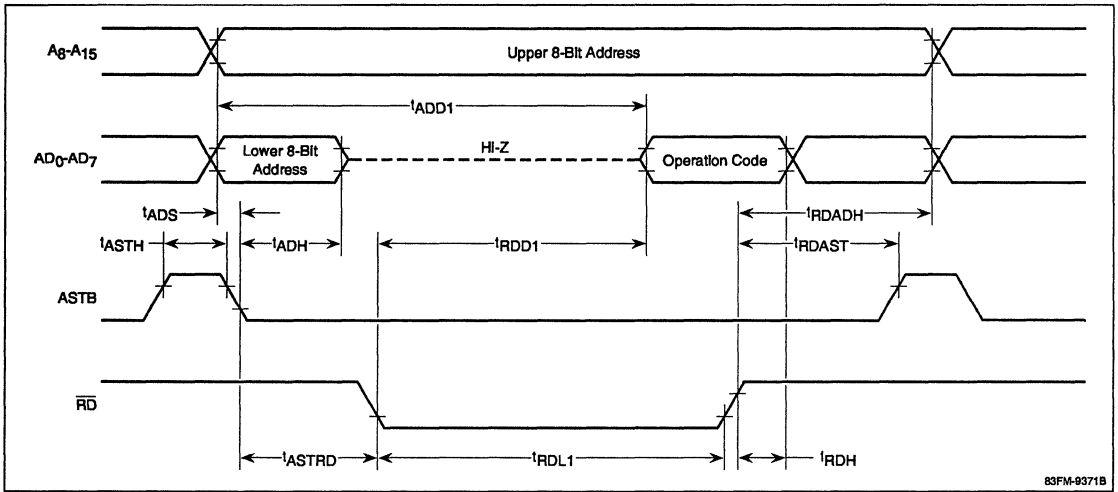 A8-A15
Upper 8-Bit Address
tADD1
AD0-AD7
Lower 8-Bit
Address
HI-Z
Operation Code
tADS
tRDADH
tASTH
tADH
tRDD1
tRDAST
ASTB
RD
tASTRD
tRDL1
tRDH
83FM-9371B